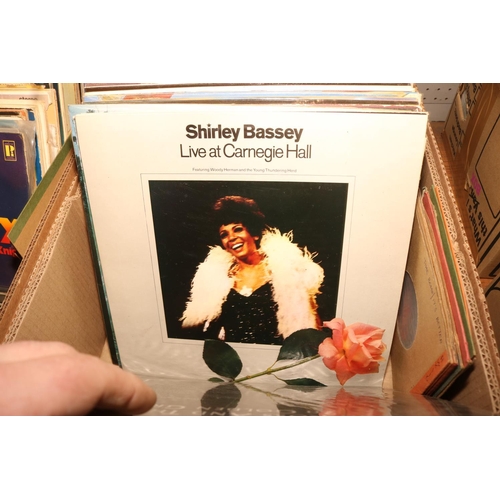 Shirley Bassey
Live at Carnegie Hall
Featuring Woody Herman and the Young Thundering Herd